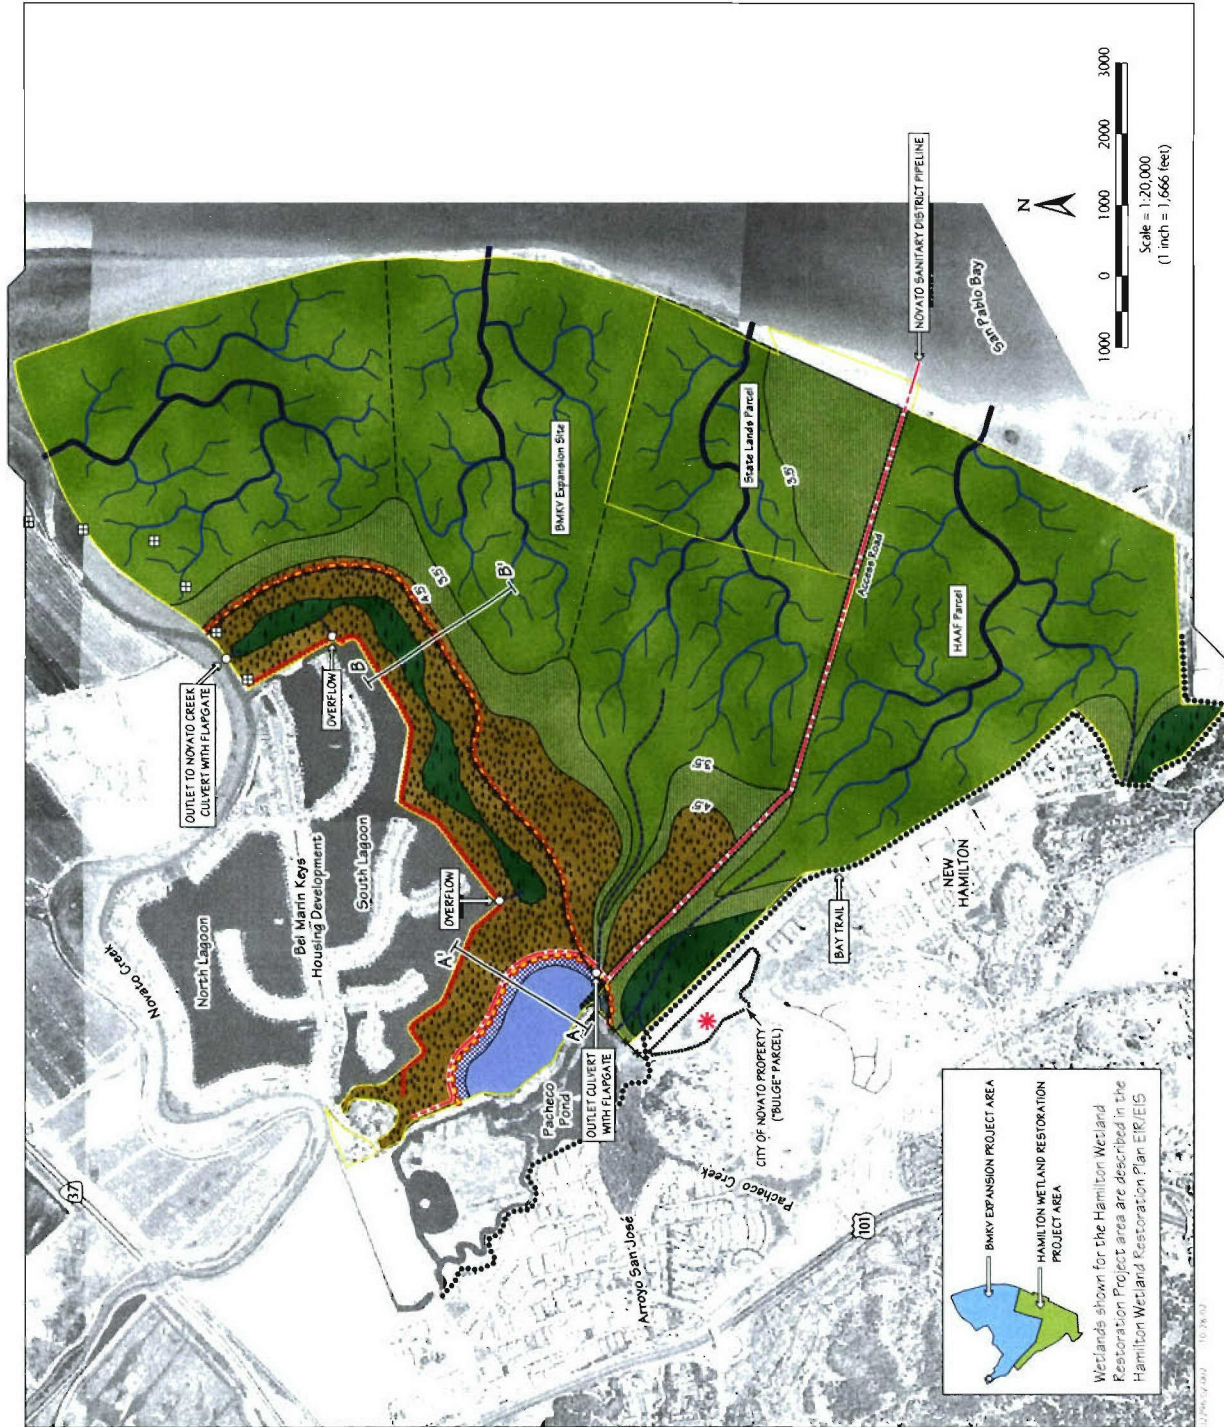 OUTLET TO NOVATO CREEK
CULVERT WITH FLAPGATE
OVERFLOW
Novato Creek
North Lagoon
Bel Marin Keys
Housing Development
South Lagoon
OVERFLOW
B
B'
A'
A
4.5'
3.5'
BMKV Expansion Site
State Lands Parcel
3.5'
NOVATO SANITARY DISTRICT PIPELINE
San Pablo Bay
Access Road
HAAF Parcel
3.5'
4.5'
Pacheco
Pond
OUTLET CULVERT
WITH FLAPGATE
CITY OF NOVATO PROPERTY
("BULGE" PARCEL)
BAY TRAIL
NEW
HAMILTON
Pacheco Creek
Arroyo San José
37
101
N
1000 0 1000 2000 3000
Scale = 1:20,000
(1 inch = 1,666 feet)
BMKV EXPANSION PROJECT AREA
HAMILTON WETLAND RESTORATION
PROJECT AREA
Wetlands shown for the Hamilton Wetland
Restoration Project area are described in the
Hamilton Wetland Restoration Plan EIR/EIS